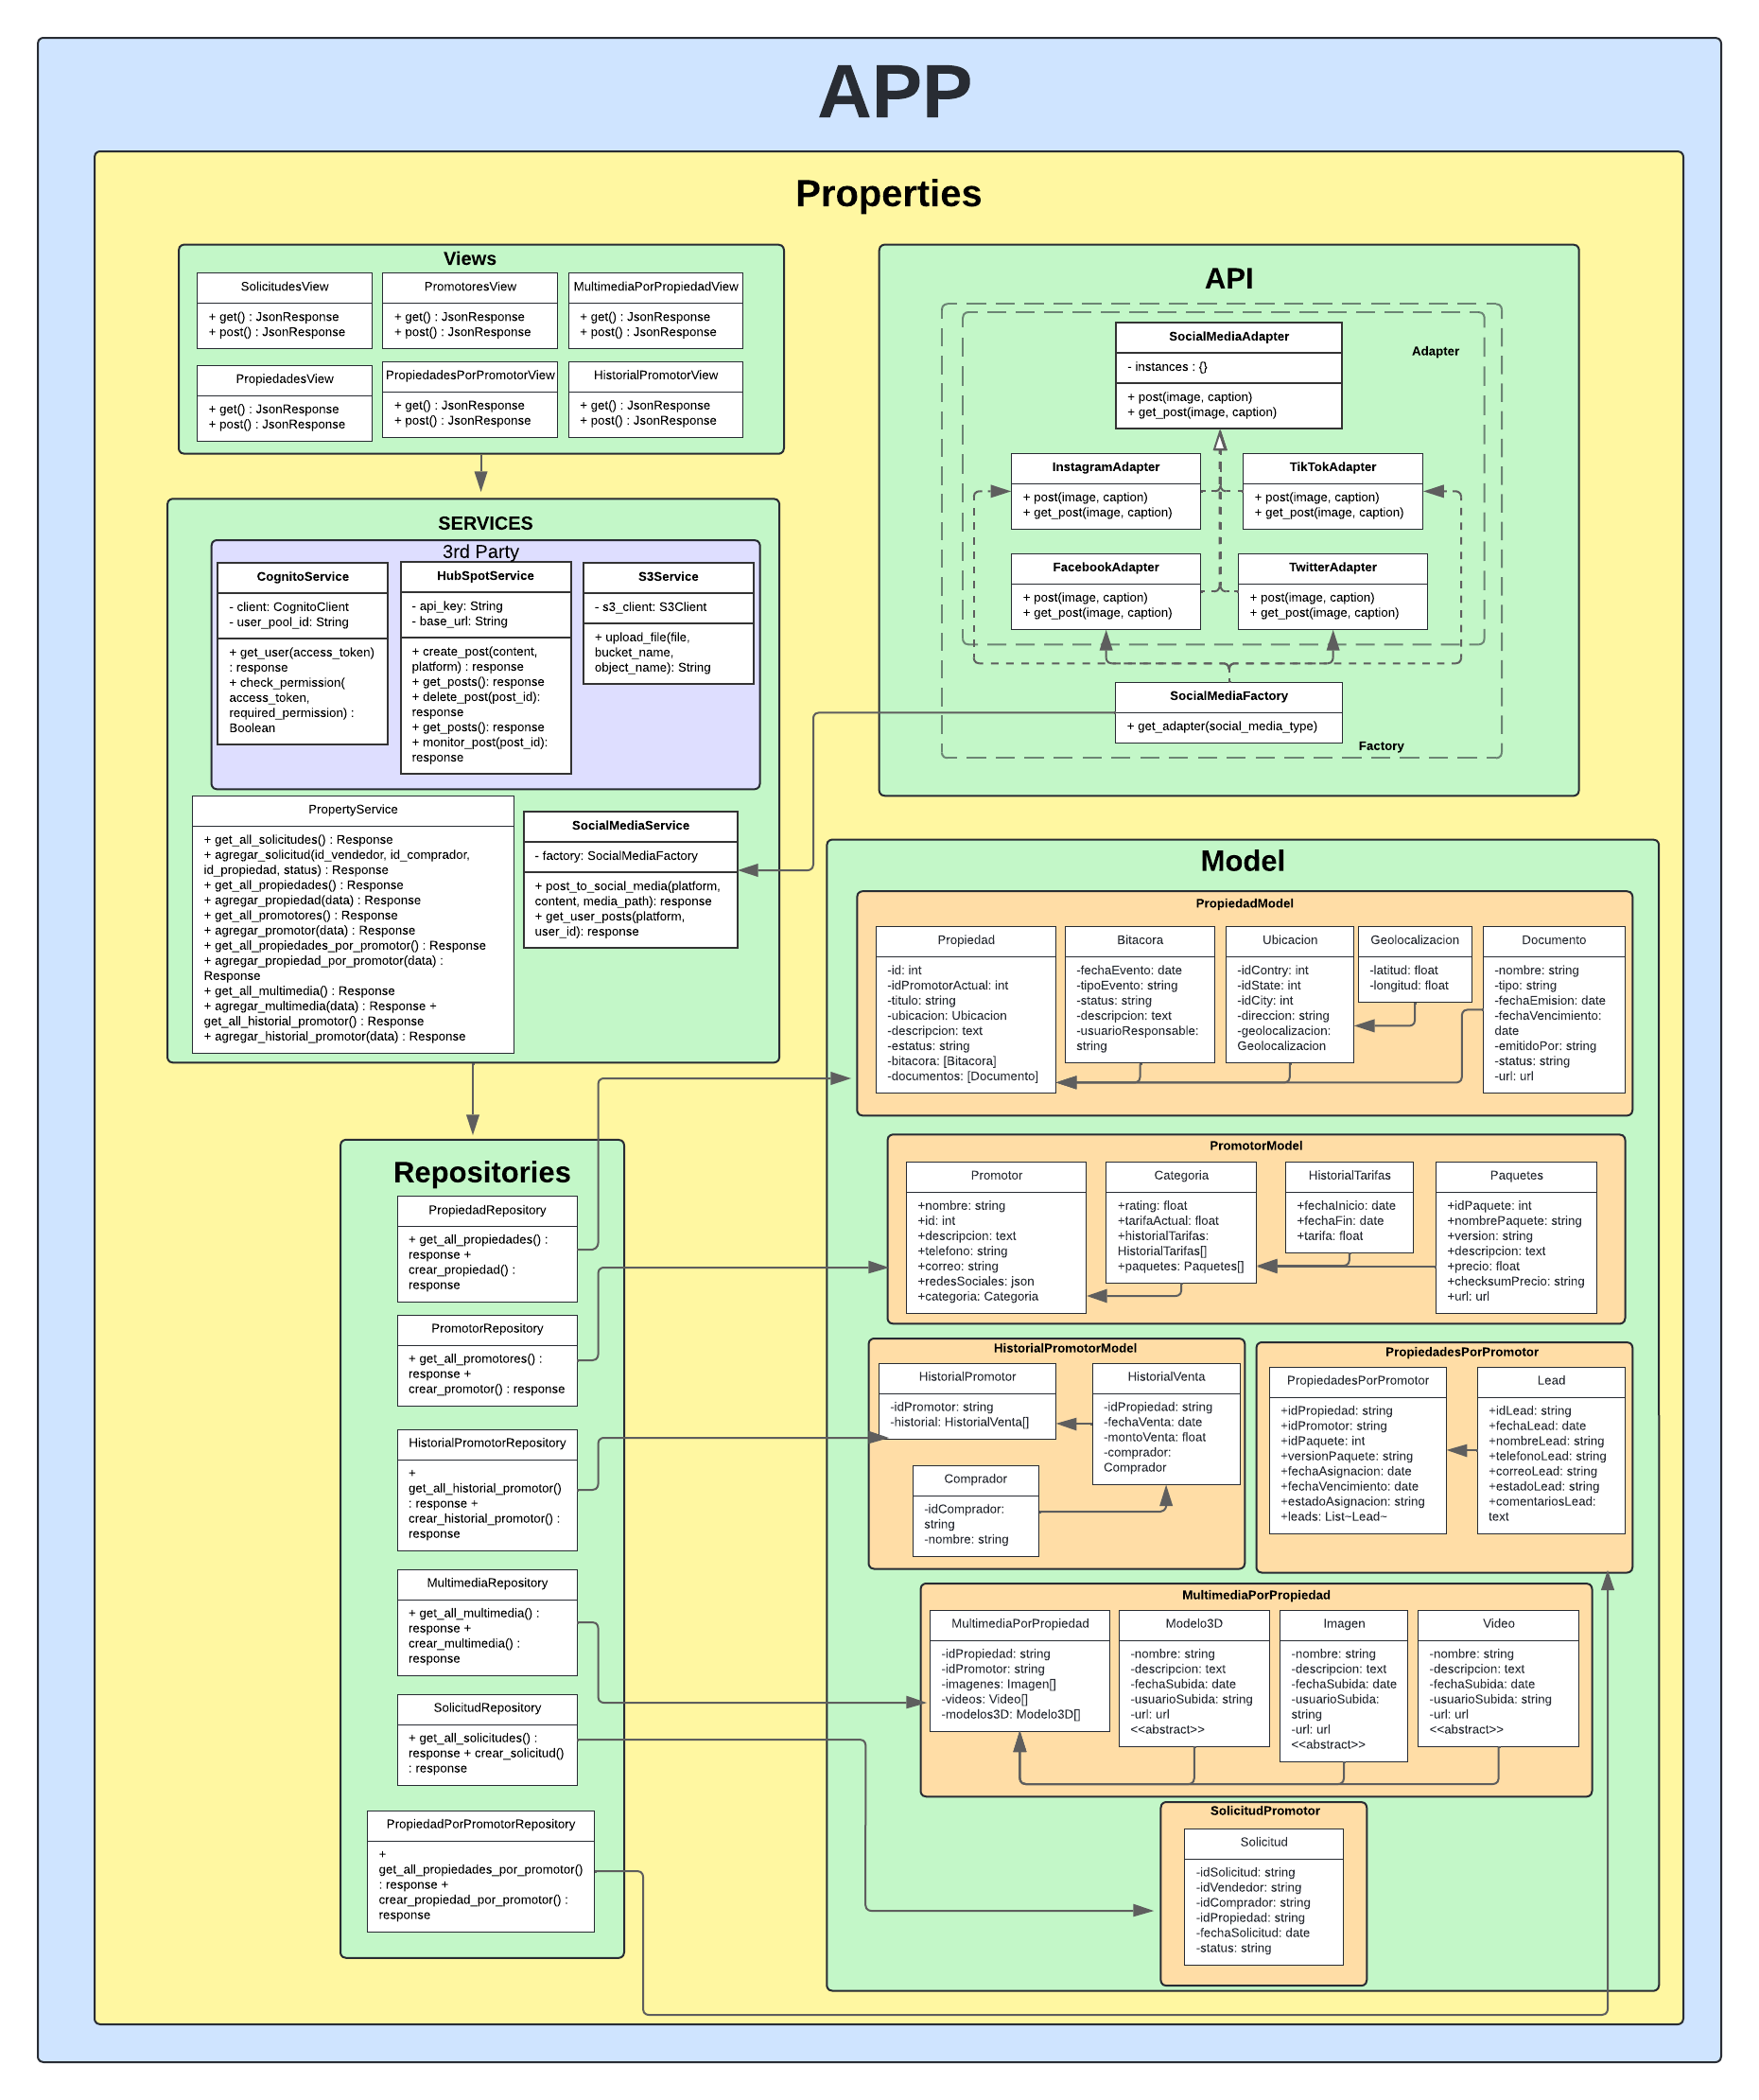 APP
Properties
Views
SolicitudesView
+ get() : JsonResponse
+ post() : JsonResponse
PromotoresView
+ get() : JsonResponse
+ post() : JsonResponse
MultimediaPorPropiedadView
+ get() : JsonResponse
+ post() : JsonResponse
PropiedadesView
+ get() : JsonResponse
+ post() : JsonResponse
PropiedadesPorPromotorView
+ get() : JsonResponse
+ post() : JsonResponse
HistorialPromotorView
+ get() : JsonResponse
+ post() : JsonResponse
API
Adapter
SocialMediaAdapter
- instances : {}
+ post(image, caption)
+ get_post(image, caption)
InstagramAdapter
+ post(image, caption)
+ get_post(image, caption)
TikTokAdapter
+ post(image, caption)
+ get_post(image, caption)
FacebookAdapter
+ post(image, caption)
+ get_post(image, caption)
TwitterAdapter
+ post(image, caption)
+ get_post(image, caption)
SocialMediaFactory
+ get_adapter(social_media_type)
Factory
SERVICES
3rd Party
CognitoService
- client: CognitoClient
- user_pool_id: String
+ get_user(access_token)
: response
+ check_permission(
access_token,
required_permission) :
Boolean
HubSpotService
- api_key: String
- base_url: String
+ create_post(content,
platform) : response
+ get_posts(): response
+ delete_post(post_id):
response
+ get_posts(): response
+ monitor_post(post_id):
response
S3Service
- s3_client: S3Client
+ upload_file(file,
bucket_name,
object_name): String
PropertyService
+ get_all_solicitudes() : Response
+ agregar_solicitud(id_vendedor, id_comprador,
id_propiedad, status) : Response
+ get_all_propiedades() : Response
+ agregar_propiedad(data) : Response
+ get_all_promotores() : Response
+ agregar_promotor(data) : Response
+ get_all_propiedades_por_promotor() : Response
+ agregar_propiedad_por_promotor(data) :
Response
+ get_all_multimedia() : Response
+ agregar_multimedia(data) : Response +
get_all_historial_promotor() : Response
+ agregar_historial_promotor(data) : Response
SocialMediaService
- factory: SocialMediaFactory
+ post_to_social_media(platform,
content, media_path): response
+ get_user_posts(platform,
user_id): response
Model
PropiedadModel
Propiedad
-id: int
-idPromotorActual: int
-titulo: string
-ubicacion: Ubicacion
-descripcion: text
-estatus: string
-bitacora: [Bitacora]
-documentos: [Documento]
Bitacora
-fechaEvento: date
-tipoEvento: string
-status: string
-descripcion: text
-usuarioResponsable:
string
Ubicacion
-idContry: int
-idState: int
-idCity: int
-direccion: string
-geolocalizacion:
Geolocalizacion
Geolocalizacion
-latitud: float
-longitud: float
Documento
-nombre: string
-tipo: string
-fechaEmision: date
-fechaVencimiento:
date
-emitidoPor: string
-status: string
-url: url
PromotorModel
Promotor
+nombre: string
+id: int
+descripcion: text
+telefono: string
+correo: string
+redesSociales: json
+categoria: Categoria
Categoria
+rating: float
+tarifaActual: float
+historialTarifas:
HistorialTarifas[]
+paquetes: Paquetes[]
HistorialTarifas
+fechaInicio: date
+fechaFin: date
+tarifa: float
Paquetes
+idPaquete: int
+nombrePaquete: string
+version: string
+descripcion: text
+precio: float
+checksumPrecio: string
+url: url
HistorialPromotorModel
HistorialPromotor
-idPromotor: string
-historial: HistorialVenta[]
HistorialVenta
-idPropiedad: string
-fechaVenta: date
-montoVenta: float
-comprador:
Comprador
Comprador
-idComprador:
string
-nombre: string
PropiedadesPorPromotor
PropiedadesPorPromotor
+idPropiedad: string
+idPromotor: string
+idPaquete: int
+versionPaquete: string
+fechaAsignacion: date
+fechaVencimiento: date
+estadoAsignacion: string
+leads: List~Lead~
Lead
+idLead: string
+fechaLead: date
+nombreLead: string
+telefonoLead: string
+correoLead: string
+estadoLead: string
+comentariosLead:
text
MultimediaPorPropiedad
MultimediaPorPropiedad
-idPropiedad: string
-idPromotor: string
-imagenes: Imagen[]
-videos: Video[]
-modelos3D: Modelo3D[]
Modelo3D
-nombre: string
-descripcion: text
-fechaSubida: date
-usuarioSubida: string
-url: url
<<abstract>>
Imagen
-nombre: string
-descripcion: text
-fechaSubida: date
-usuarioSubida:
string
-url: url
<<abstract>>
Video
-nombre: string
-descripcion: text
-fechaSubida: date
-usuarioSubida: string
-url: url
<<abstract>>
SolicitudPromotor
Solicitud
-idSolicitud: string
-idVendedor: string
-idComprador: string
-idPropiedad: string
-fechaSolicitud: date
-status: string
Repositories
PropiedadRepository
+ get_all_propiedades() :
response +
crear_propiedad() :
response
PromotorRepository
+ get_all_promotores() :
response +
crear_promotor() : response
HistorialPromotorRepository
+
get_all_historial_promotor()
: response +
crear_historial_promotor() :
response
MultimediaRepository
+ get_all_multimedia() :
response +
crear_multimedia() :
response
SolicitudRepository
+ get_all_solicitudes() :
response + crear_solicitud()
: response
PropiedadPorPromotorRepository
+
get_all_propiedades_por_promotor()
: response +
crear_propiedad_por_promotor() :
response